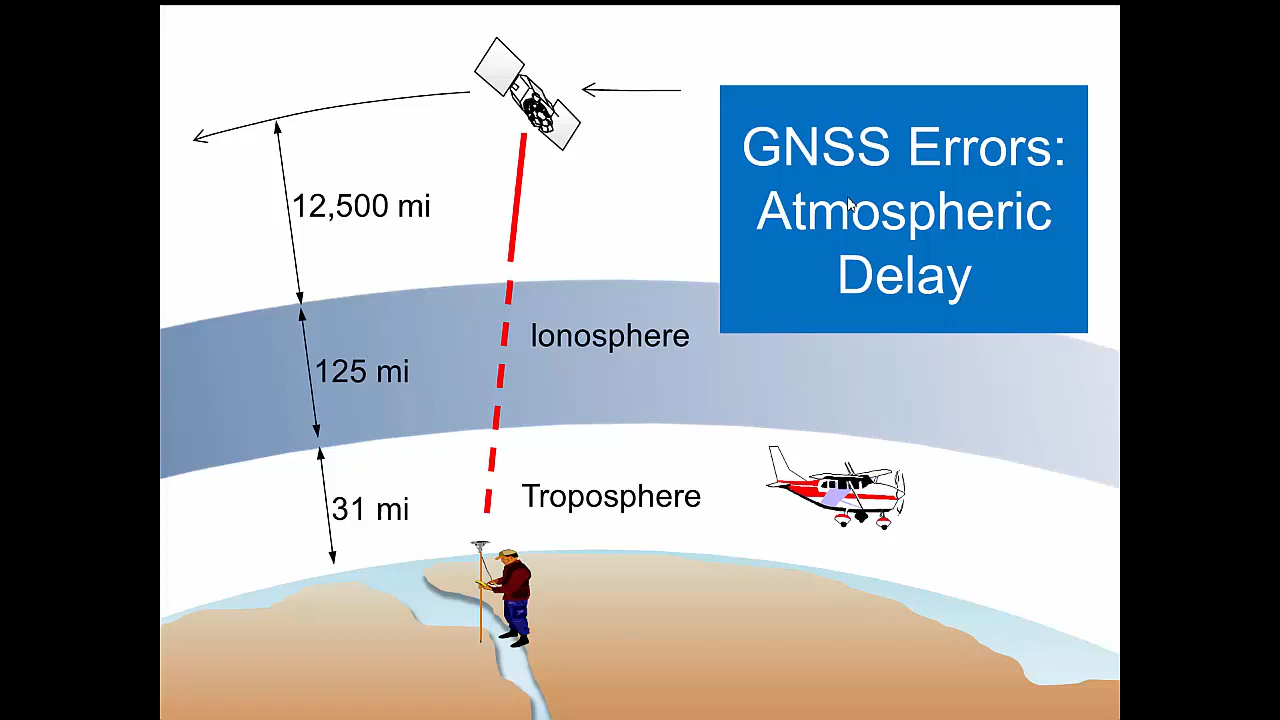 GNSS Errors:
Atmospheric
Delay
12,500 mi
Ionosphere
125 mi
Troposphere
31 mi